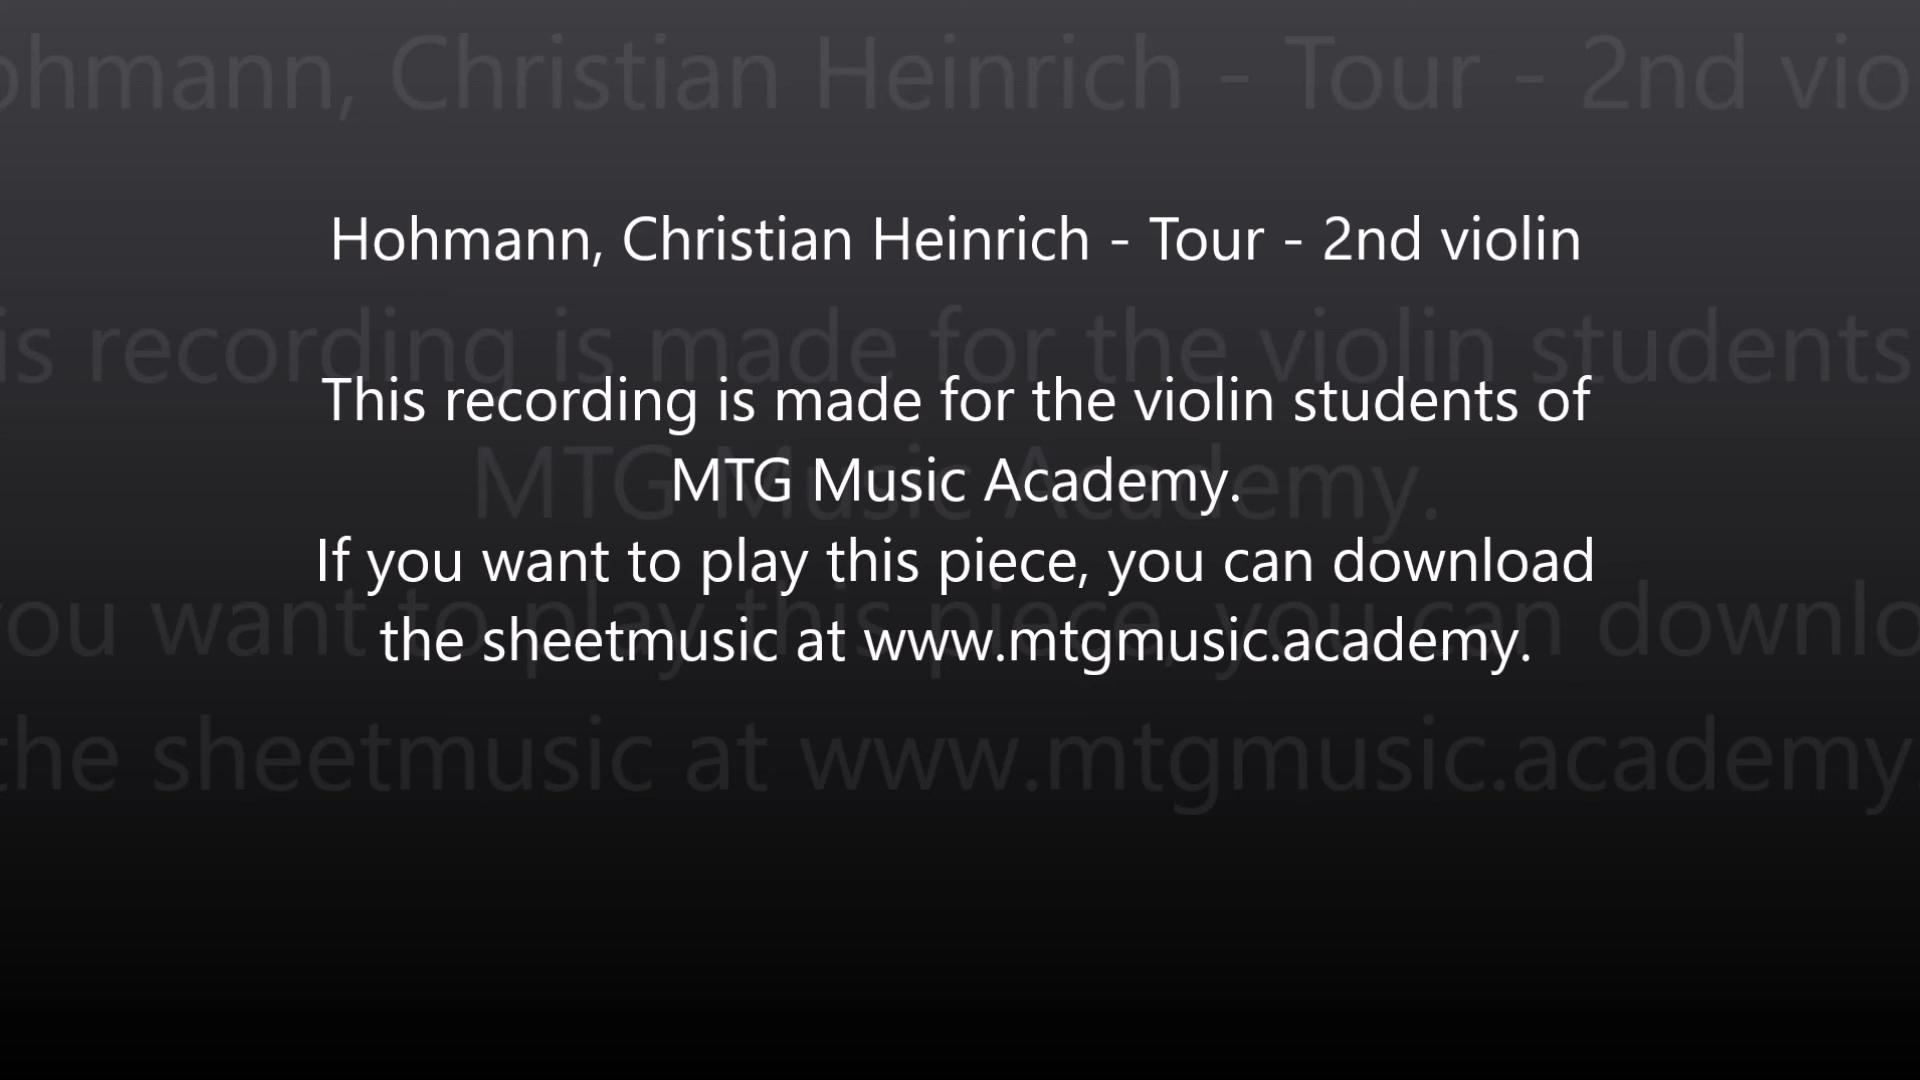 Hohmann, Christian Heinrich - Tour - 2nd violin
This recording is made for the violin students of
MTG Music Academy.
If you want to play this piece, you can download
the sheetmusic at www.mtgmusic.academy.